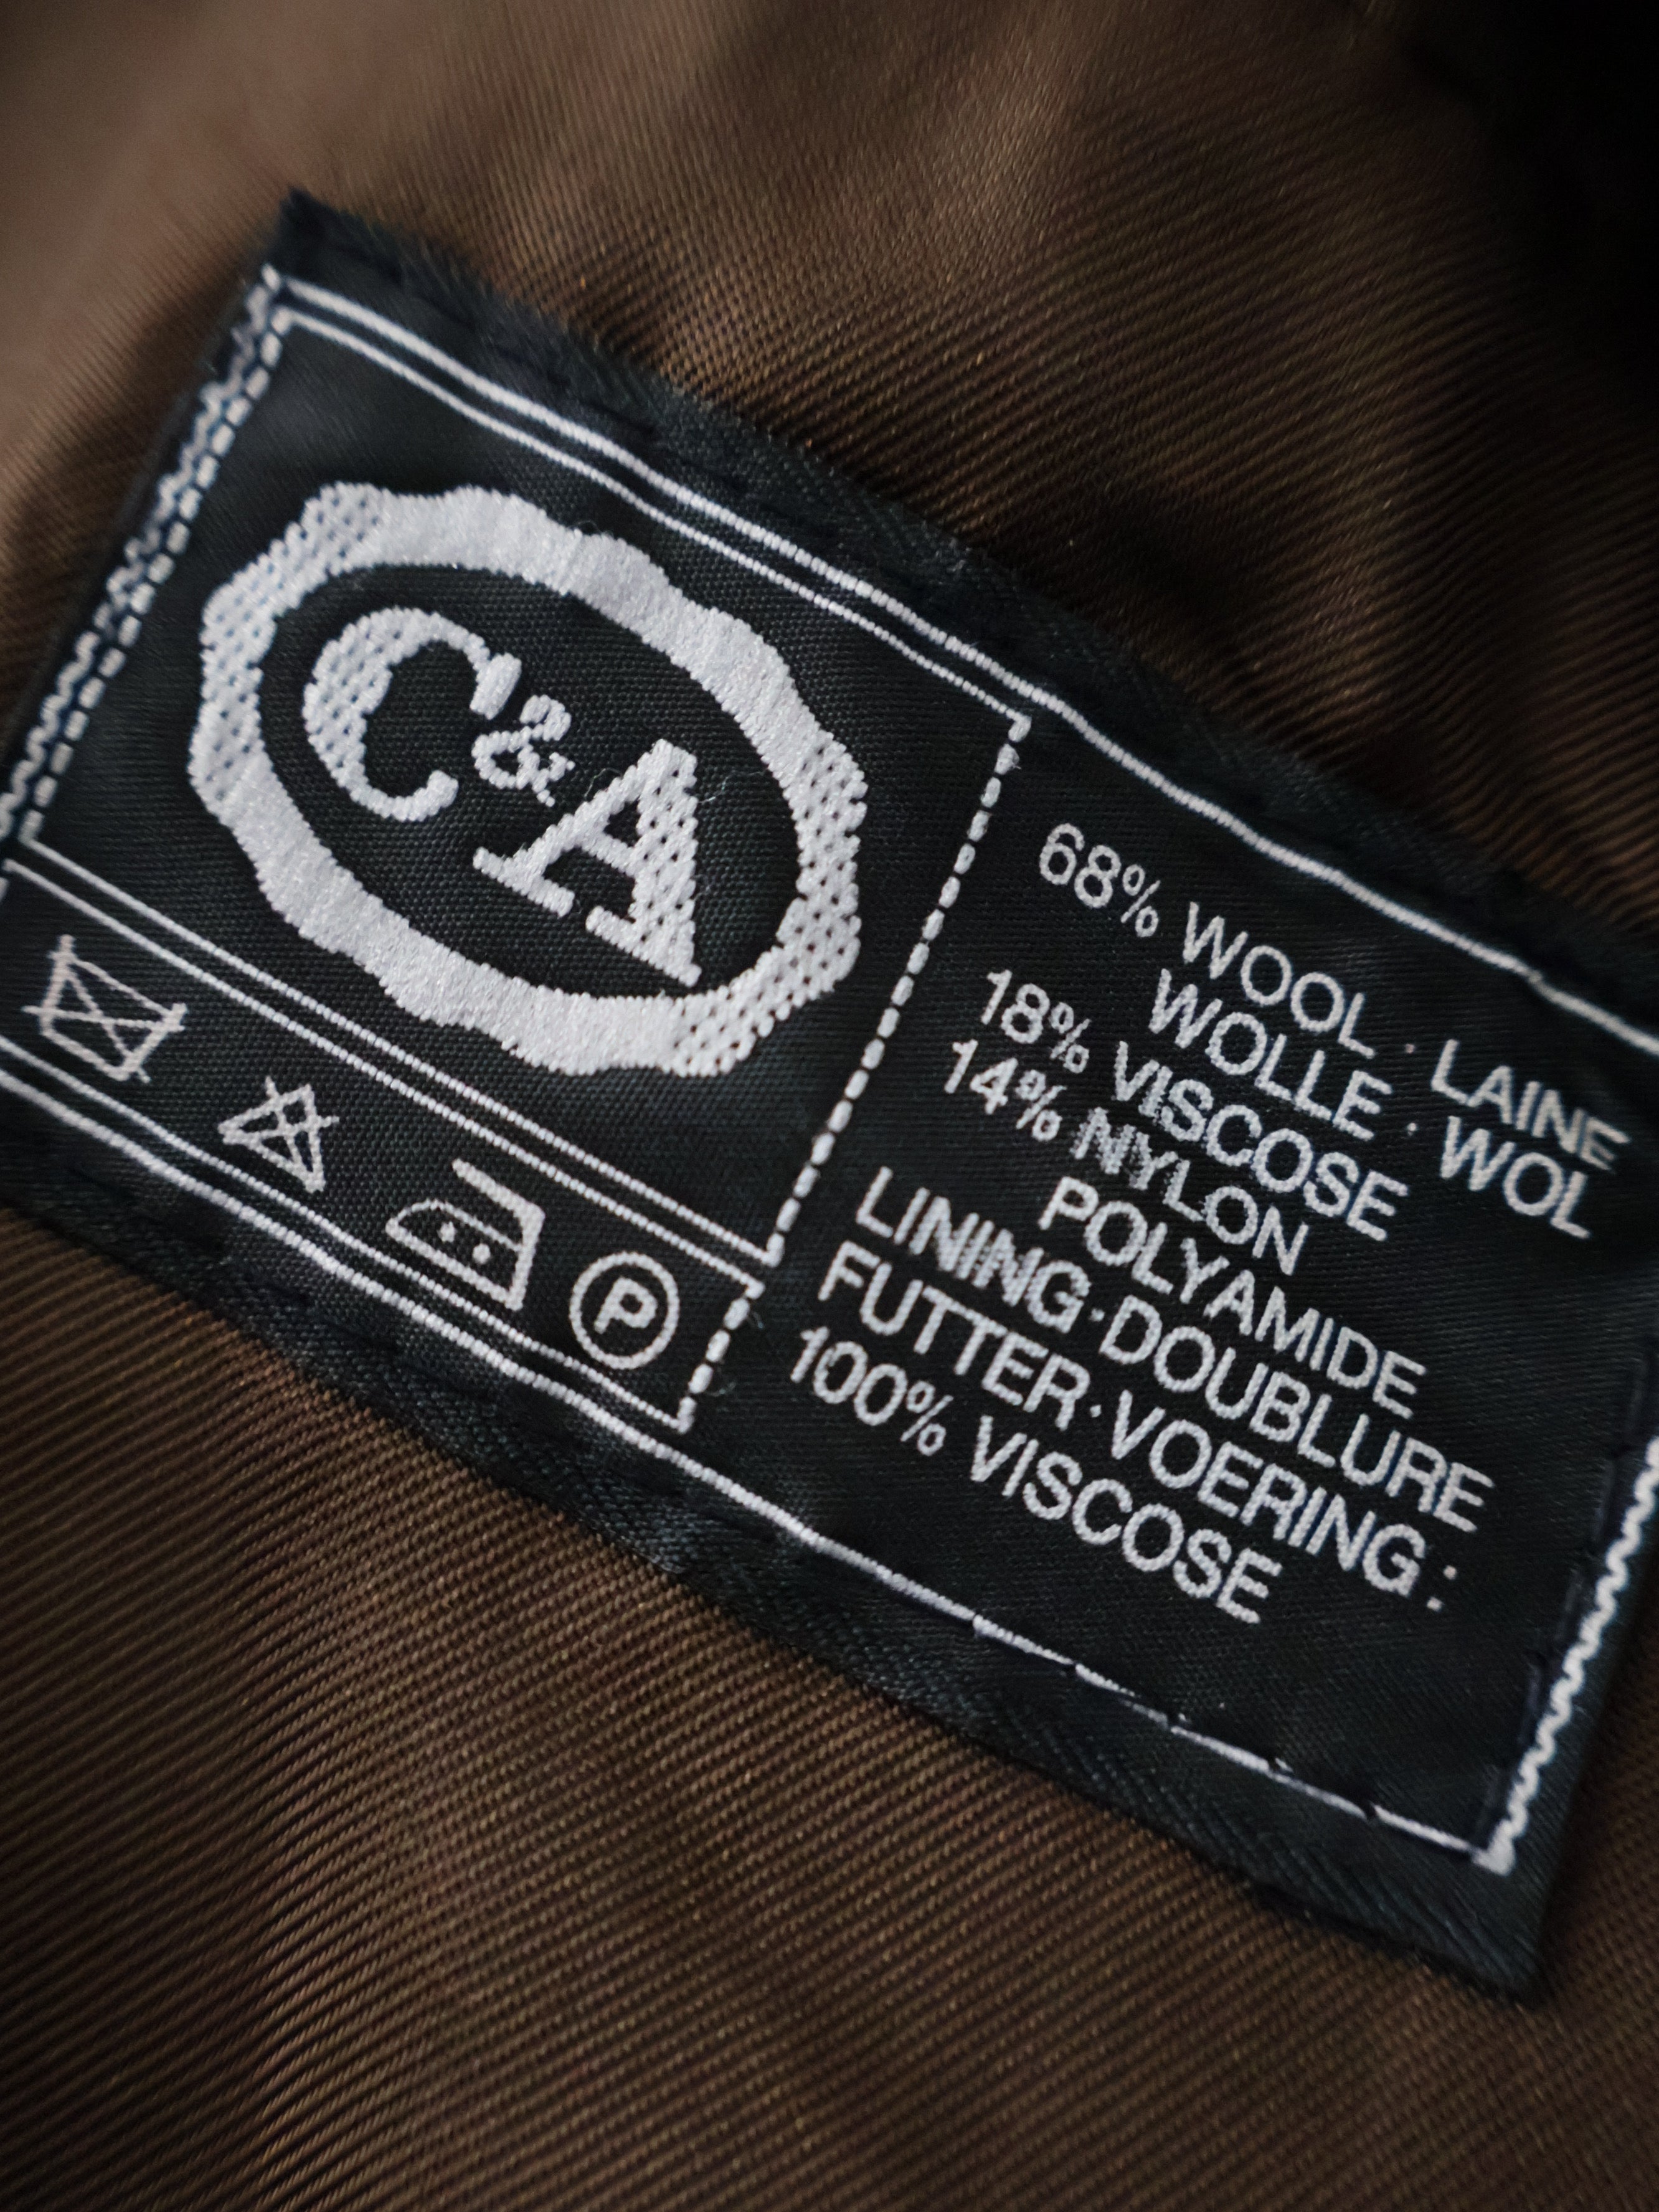 C&A
P
68% WOOL · LAINE
WOLLE · WOL
18% VISCOSE
14% NYLON
POLYAMIDE
LINING·DOUBLURE
FUTTER·VOERING:
100% VISCOSE